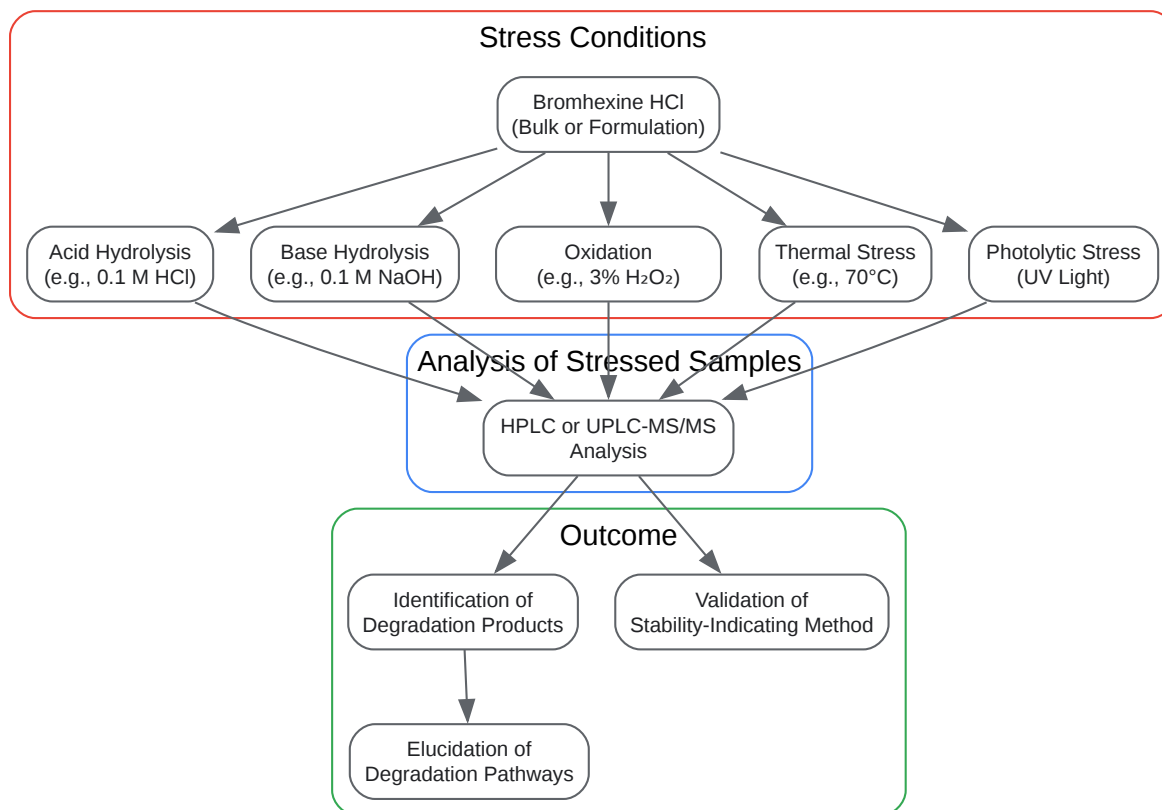 Stress Conditions
Bromhexine HCl
(Bulk or Formulation)
Acid Hydrolysis
(e.g., 0.1 M HCl)
Base Hydrolysis
(e.g., 0.1 M NaOH)
Oxidation
(e.g., 3% H₂O₂)
Thermal Stress
(e.g., 70°C)
Photolytic Stress
(UV Light)
Analysis of Stressed Samples
HPLC or UPLC-MS/MS
Analysis
Outcome
Identification of
Degradation Products
Validation of
Stability-Indicating Method
Elucidation of
Degradation Pathways